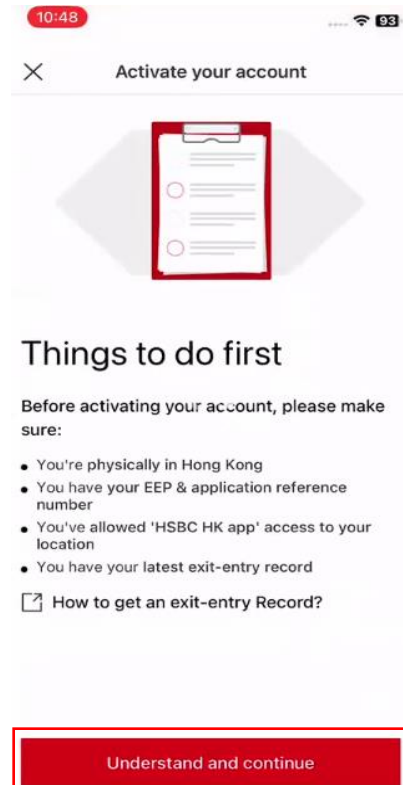 10:48
93
Activate your account
Things to do first
Before activating your account, please make
sure:
• You're physically in Hong Kong
• You have your EEP & application reference
number
• You've allowed 'HSBC HK app' access to your
location
• You have your latest exit-entry record
How to get an exit-entry Record?
Understand and continue